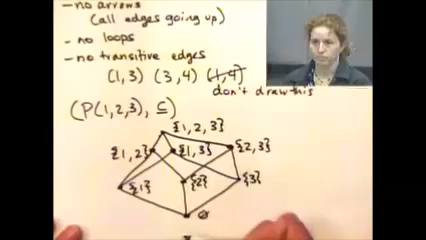 - no arrows
(all edges going up)
- no loops
- no transitive edges
(1,3) (3,4) (1,4)
don't draw this
(P(1,2,3), ⊆)
{1,2,3}
{1,2} {1,3} {2,3}
{1} {2} {3}
∅